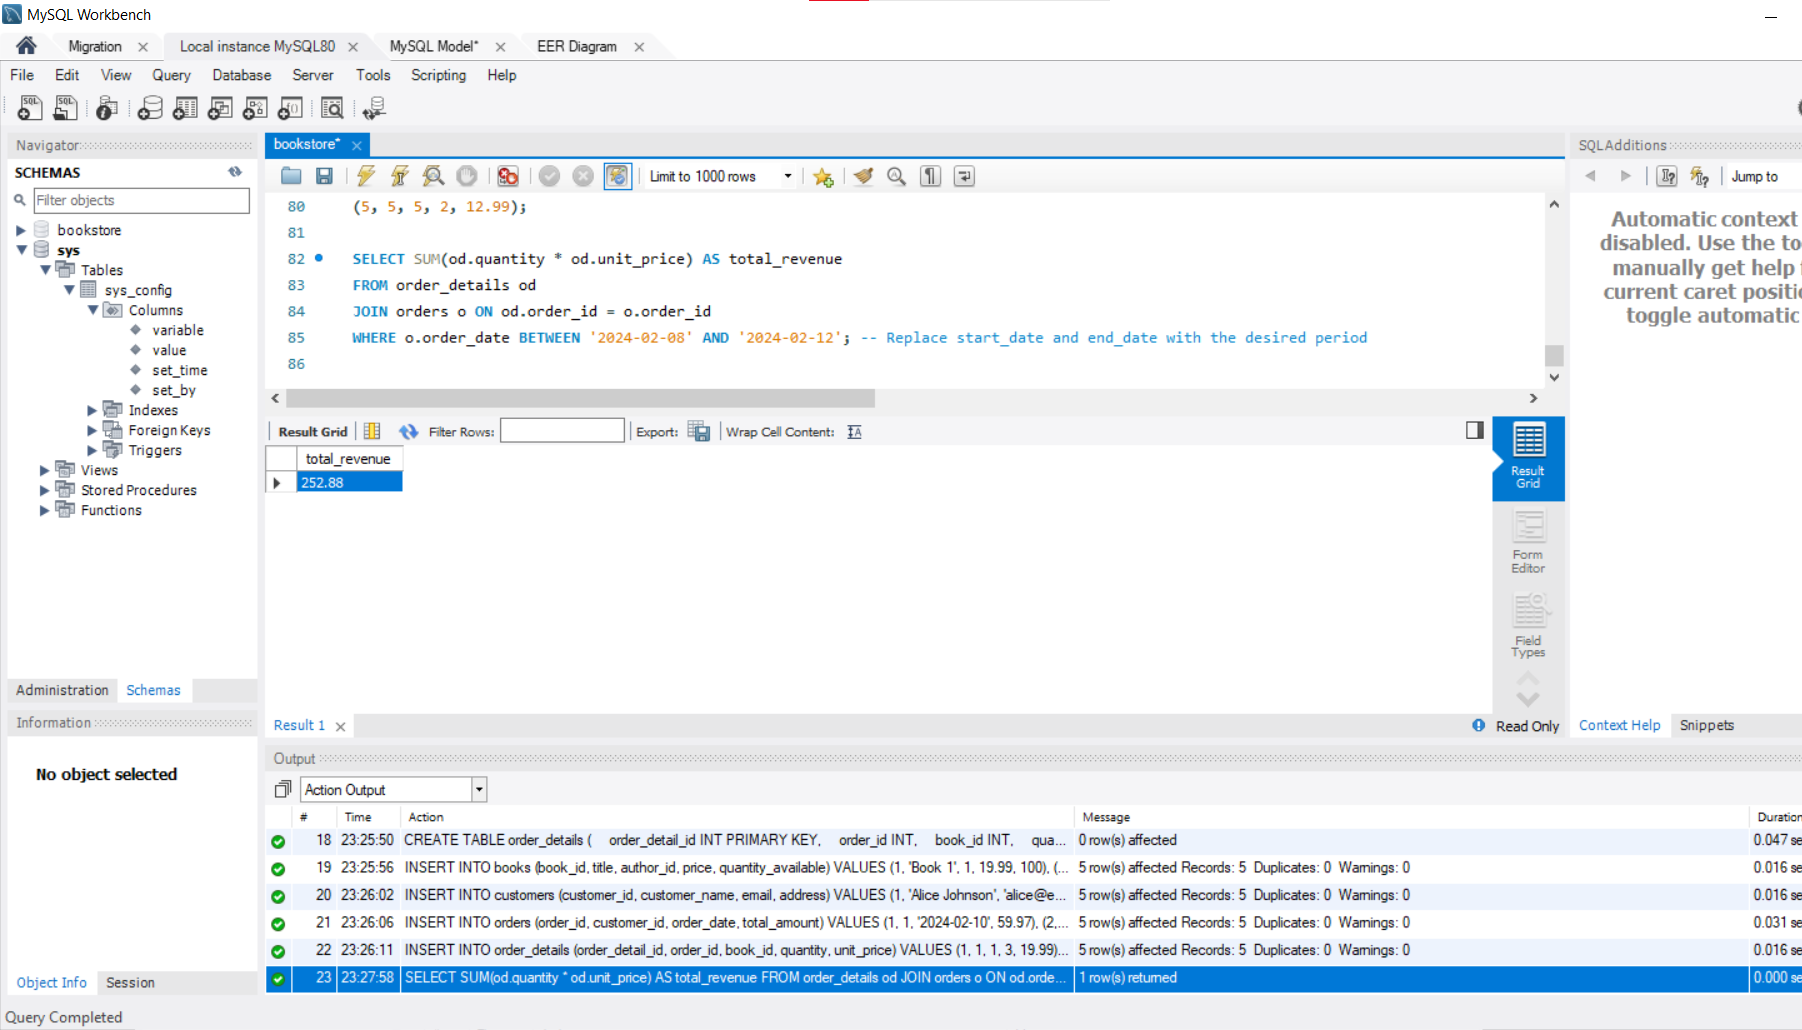 MySQL Workbench
Migration
Local instance MySQL80
MySQL Model*
EER Diagram
File Edit View Query Database Server Tools Scripting Help
Navigator
SCHEMAS
Filter objects
bookstore
sys
Tables
sys_config
Columns
variable
value
set_time
set_by
Indexes
Foreign Keys
Triggers
Views
Stored Procedures
Functions
Administration Schemas
Information
No object selected
Object Info Session
Query Completed
bookstore*
Limit to 1000 rows
80 (5, 5, 5, 2, 12.99);
81
82 SELECT SUM(od.quantity * od.unit_price) AS total_revenue
83 FROM order_details od
84 JOIN orders o ON od.order_id = o.order_id
85 WHERE o.order_date BETWEEN '2024-02-08' AND '2024-02-12'; -- Replace start_date and end_date with the desired period
86
Result Grid Filter Rows: Export: Wrap Cell Content:
total_revenue
252.88
Result
Grid
Form
Editor
Field
Types
Result 1
Read Only
SQLAdditions
Jump to
Automatic context
disabled. Use the to
manually get help
current caret positi
toggle automatic
Context Help Snippets
Output
Action Output
# Time Action Message Duration
18 23:25:50 CREATE TABLE order_details ( order_detail_id INT PRIMARY KEY, order_id INT, book_id INT, qua... 0 row(s) affected 0.047 se
19 23:25:56 INSERT INTO books (book_id, title, author_id, price, quantity_available) VALUES (1, 'Book 1', 1, 19.99, 100), (... 5 row(s) affected Records: 5 Duplicates: 0 Warnings: 0 0.016 se
20 23:26:02 INSERT INTO customers (customer_id, customer_name, email, address) VALUES (1, 'Alice Johnson', 'alice@e... 5 row(s) affected Records: 5 Duplicates: 0 Warnings: 0 0.016 se
21 23:26:06 INSERT INTO orders (order_id, customer_id, order_date, total_amount) VALUES (1, 1, '2024-02-10', 59.97), (2,... 5 row(s) affected Records: 5 Duplicates: 0 Warnings: 0 0.031 se
22 23:26:11 INSERT INTO order_details (order_detail_id, order_id, book_id, quantity, unit_price) VALUES (1, 1, 1, 3, 19.99)... 5 row(s) affected Records: 5 Duplicates: 0 Warnings: 0 0.016 se
23 23:27:58 SELECT SUM(od.quantity * od.unit_price) AS total_revenue FROM order_details od JOIN orders o ON od.orde... 1 row(s) returned 0.000 se